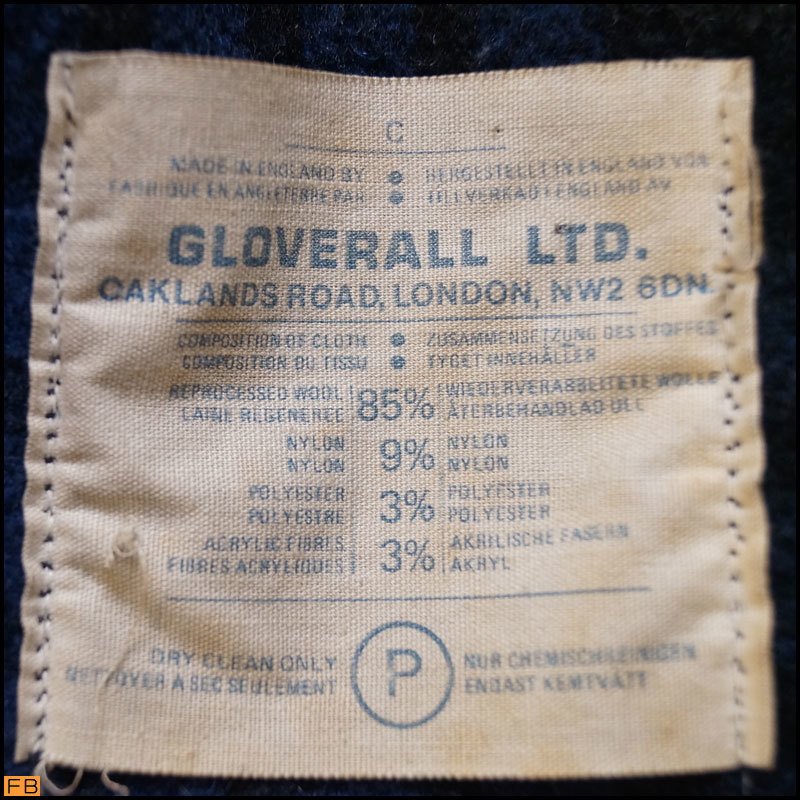 C
MADE IN ENGLAND BY ● HERGESTELLT IN ENGLAND VON
FABRIQUE EN ANGLETERRE PAR ● TILLVERKAD I ENGLAND AV
GLOVERALL LTD.
OAKLANDS ROAD, LONDON, NW2 6DN.
COMPOSITION OF CLOTH ● ZUSAMMENSETZUNG DES STOFFES
COMPOSITION DU TISSU ● TYGET INNEHÅLLER
REPROCESSED WOOL 85% WIEDERVERARBEITETE WOLLE
LAINE REGENEREE ÅTERBEHANDLAD ULL
NYLON 9% NYLON
NYLON NYLON
POLYESTER 3% POLYESTER
POLYESTRE POLYESTER
ACRYLIC FIBRES 3% AKRILISCHE FASERN
FIBRES ACRYLIQUES AKRYL
DRY CLEAN ONLY P NUR CHEMISCH REINIGEN
NETTOYER A SEC SEULEMENT ENDAST KEMTVÄTT
FB